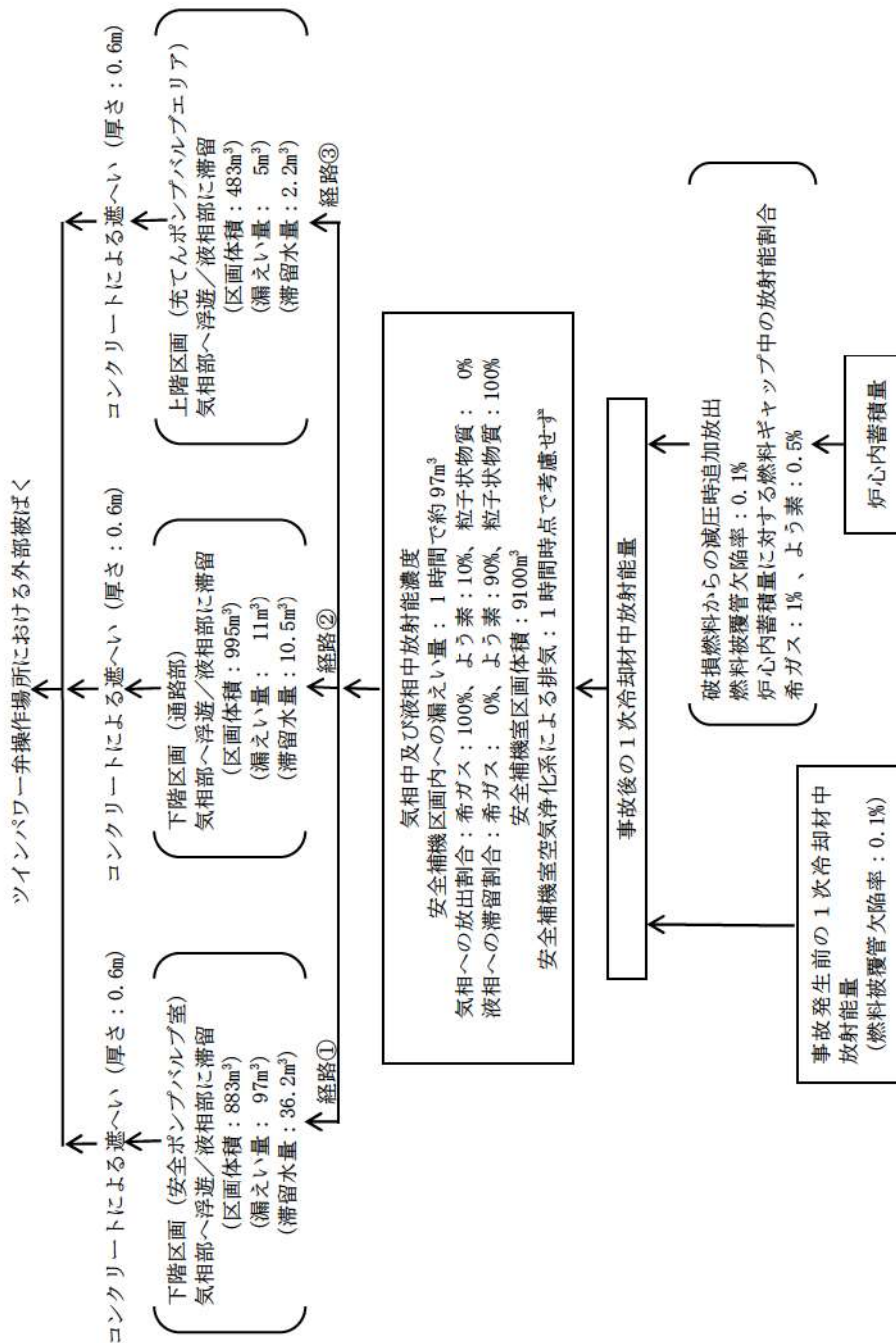 ツインパワー弁操作場所における外部被ばく
コンクリートによる遮へい (厚さ：0.6m)
コンクリートによる遮へい (厚さ：0.6m)
コンクリートによる遮へい (厚さ：0.6m)
下階区画 (安全ポンプバルブ室)
気相部へ浮遊／液相部に滞留
(区画体積：883m³)
(漏えい量： 97m³)
(滞留水量：36.2m³)
下階区画 (通路部)
気相部へ浮遊／液相部に滞留
(区画体積：995m³)
(漏えい量： 11m³)
(滞留水量：10.5m³)
上階区画 (充てんポンプバルブエリア)
気相部へ浮遊／液相部に滞留
(区画体積：483m³)
(漏えい量： 5m³)
(滞留水量：2.2m³)
経路①
経路②
経路③
気相中及び液相中放射能濃度
安全補機区画内への漏えい量： 1時間で約 97m³
気相への放出割合：希ガス：100%、よう素：10%、粒子状物質： 0%
液相への滞留割合：希ガス： 0%、よう素：90%、粒子状物質：100%
安全補機室区画体積：9100m³
安全補機室空気浄化系による排気：1時間時点で考慮せず
事故後の1次冷却材中放射能量
事故発生前の1次冷却材中
放射能量
(燃料被覆管欠陥率：0.1%)
破損燃料からの減圧時追加放出
燃料被覆管欠陥率：0.1%
炉心内蓄積量に対する燃料ギャップ中の放射能割合
希ガス：1% 、よう素：0.5%
炉心内蓄積量